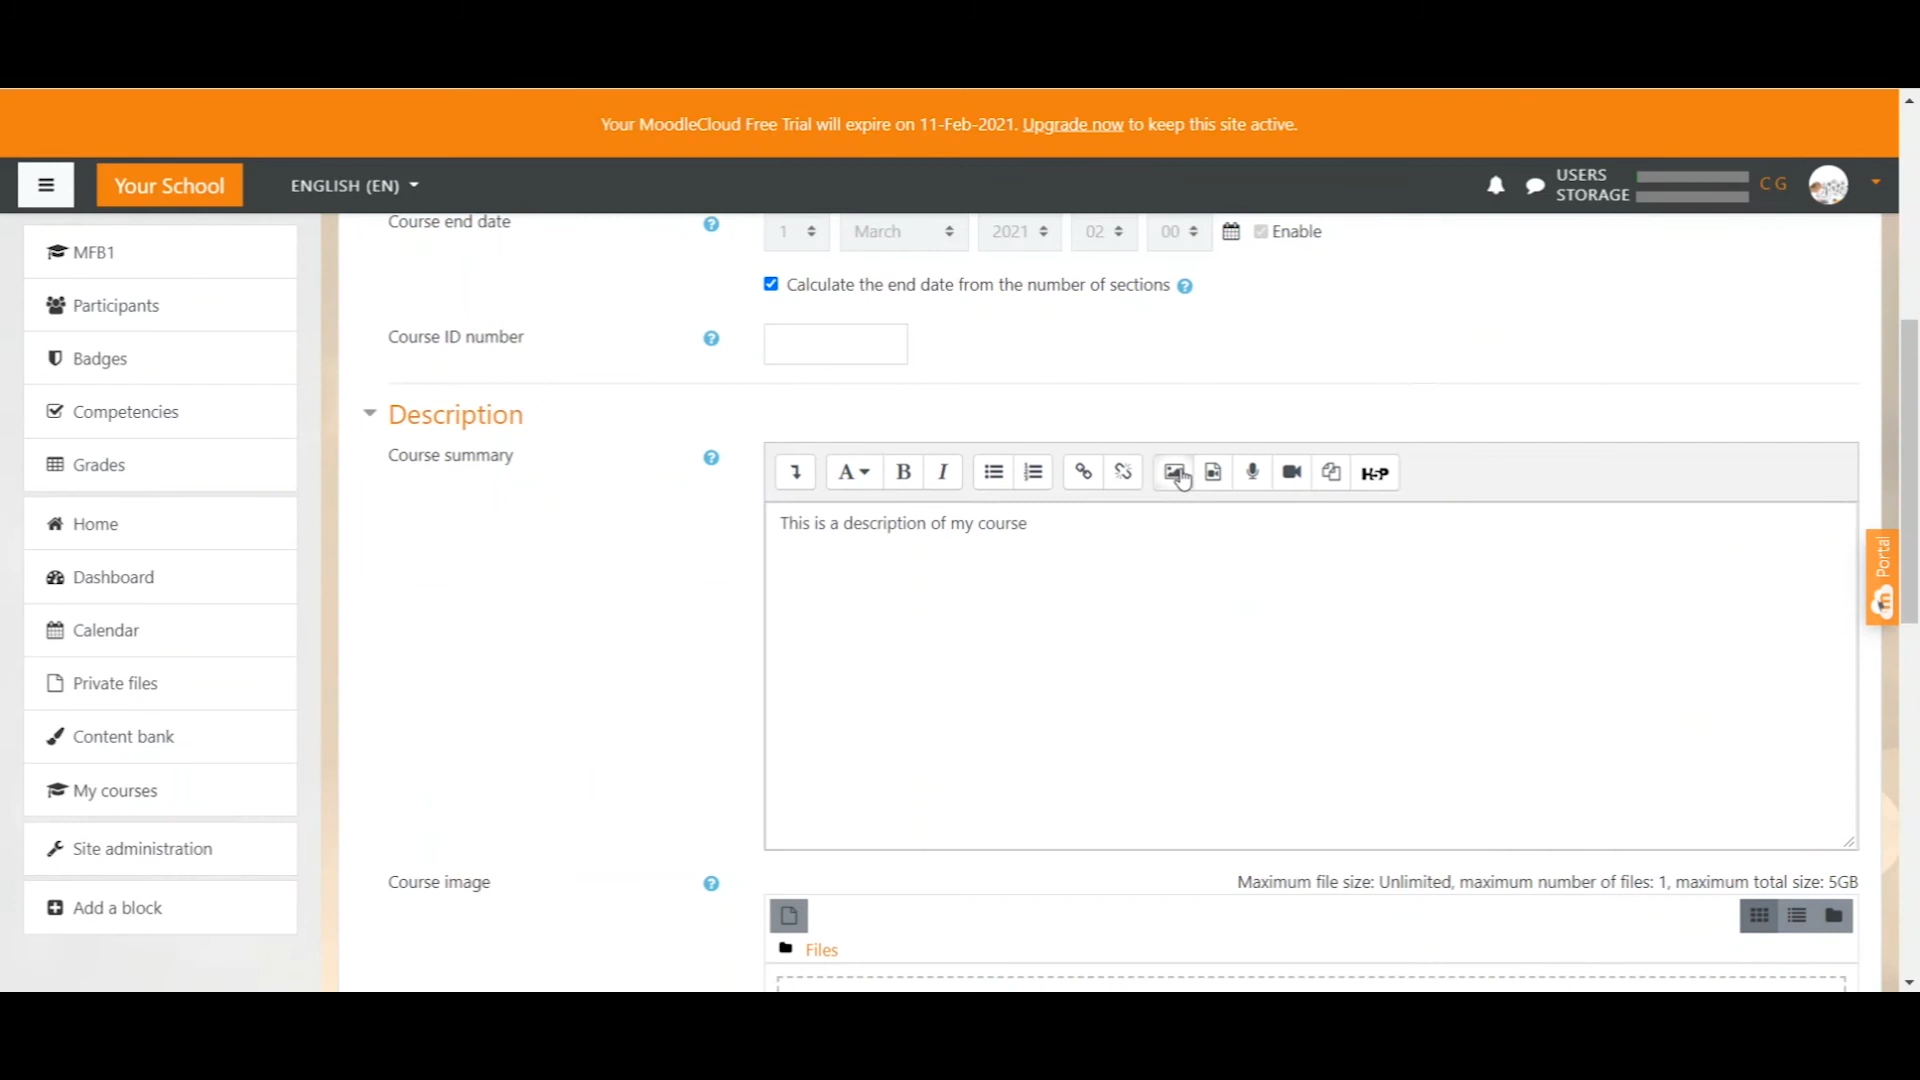 Your MoodleCloud Free Trial will expire on 11-Feb-2021. Upgrade now to keep this site active.
Your School ENGLISH (EN) USERS STORAGE C G
MFB1
Participants
Badges
Competencies
Grades
Home
Dashboard
Calendar
Private files
Content bank
My courses
Site administration
Add a block
Course end date 1 March 2021 02 00 Enable
Calculate the end date from the number of sections
Course ID number
Description
Course summary
A B I H5P
This is a description of my course
Course image Maximum file size: Unlimited, maximum number of files: 1, maximum total size: 5GB
Files
Portal